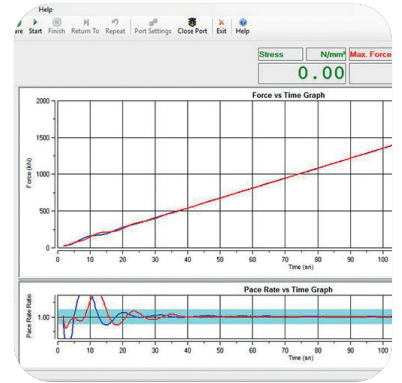 Help
are Start Finish Return To Repeat Port Settings Close Port Exit Help
Stress N/mm² Max. Force
0.00
Force vs Time Graph
2000
1500
1000
500
0
Force (kN)
0 10 20 30 40 50 60 70 80 90 100
Time (sn)
Pace Rate vs Time Graph
Pace Rate Ratio
1.00
0 10 20 30 40 50 60 70 80 90 100
Time (sn)